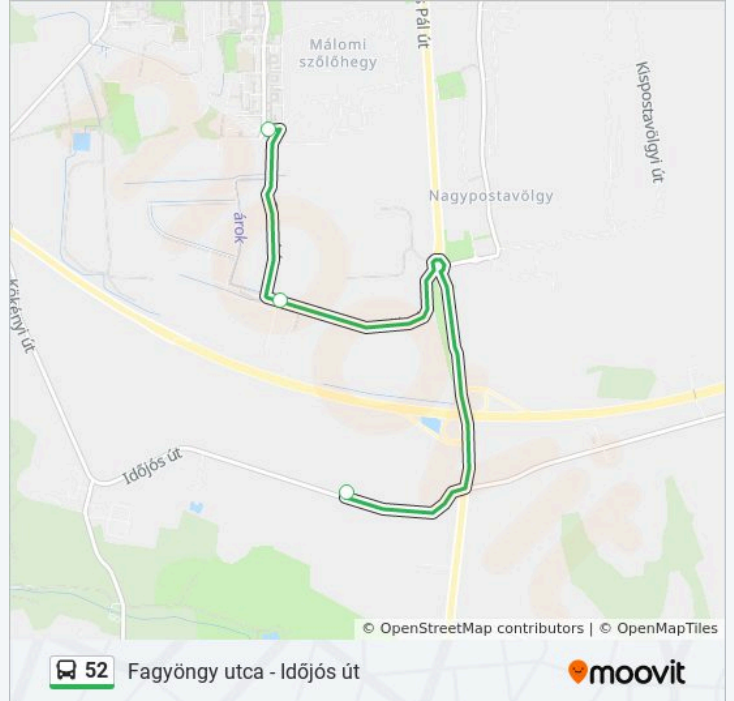 Málomi
szőlőhegy
Pál út
Kispostavölgyi út
Nagypostavölgy
árok
Kökényi út
Időjós út
© OpenStreetMap contributors | © OpenMapTiles
52 Fagyöngy utca - Időjós út
moovit